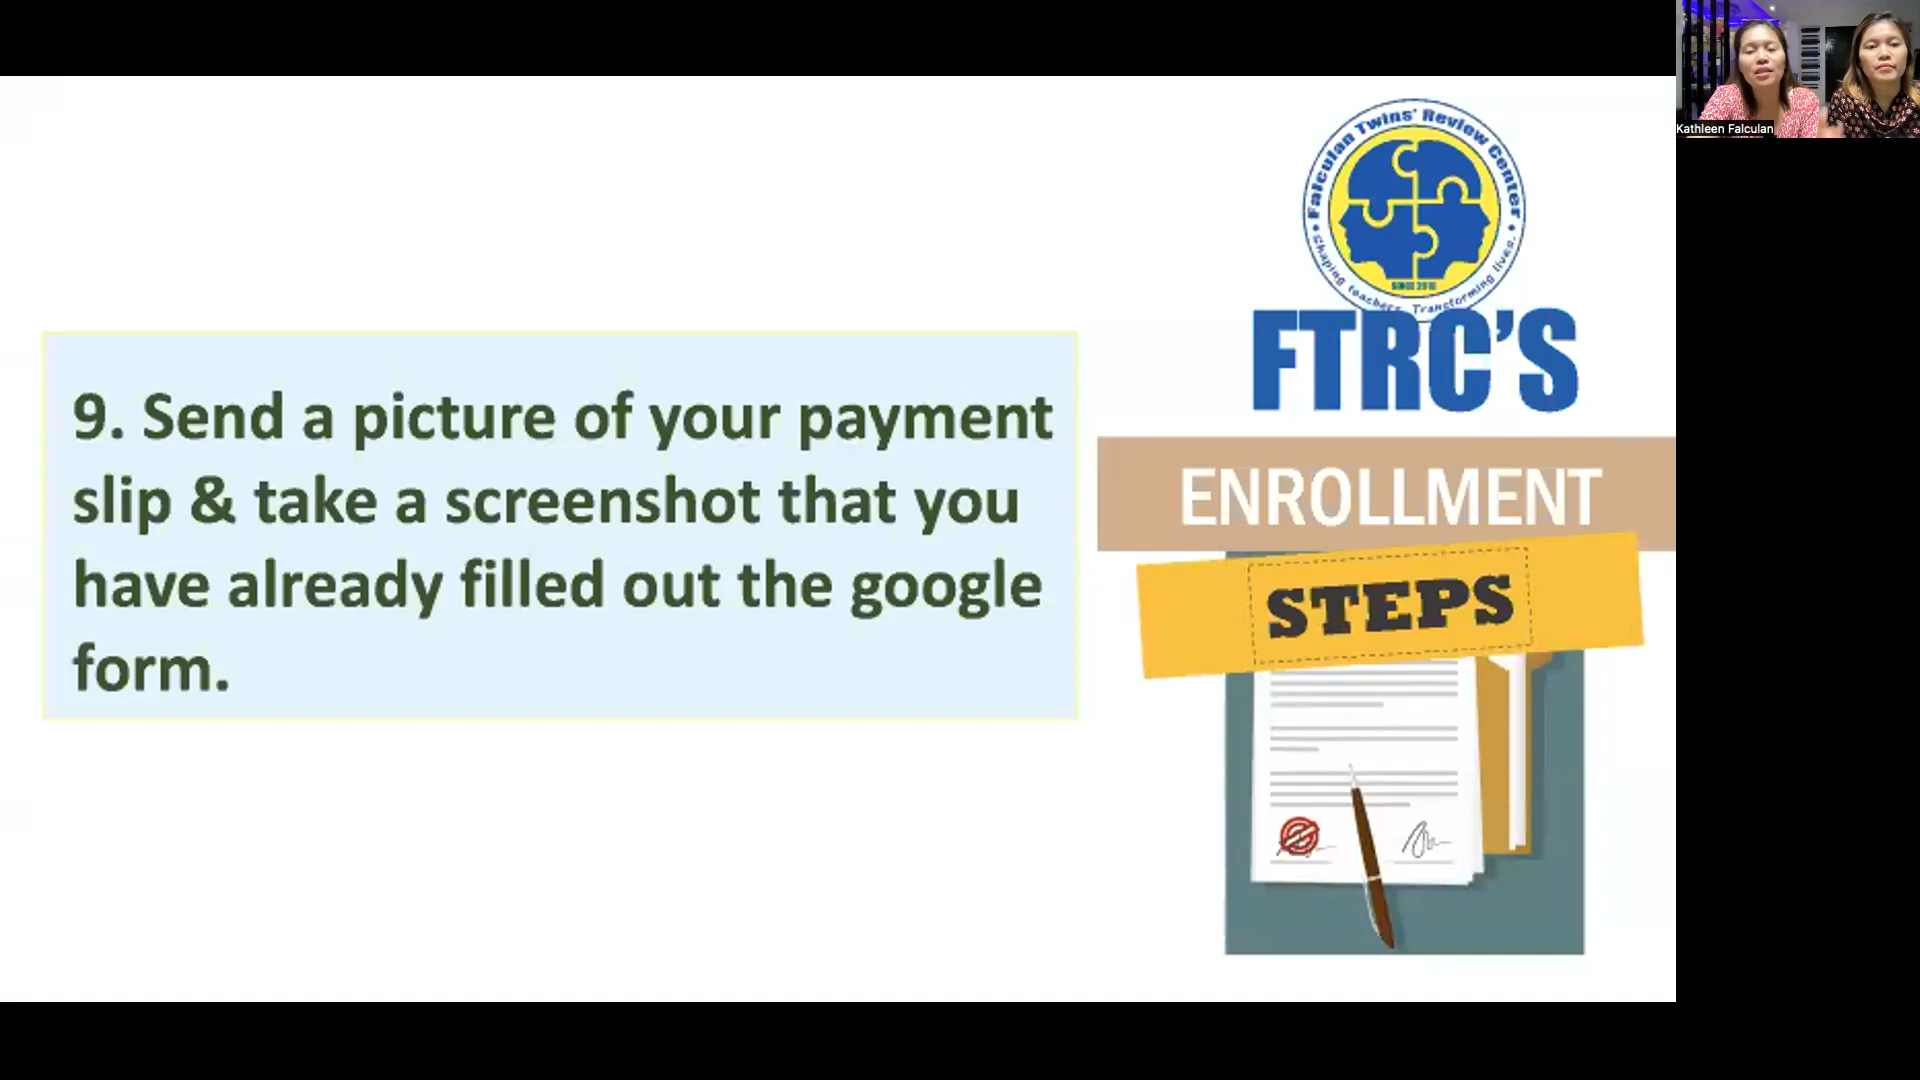 Kathleen Falculan
Falculan Twins' Review Center
SINCE 2018
Shaping teachers. Transforming lives.
FTRC'S
ENROLLMENT
STEPS
9. Send a picture of your payment
slip & take a screenshot that you
have already filled out the google
form.